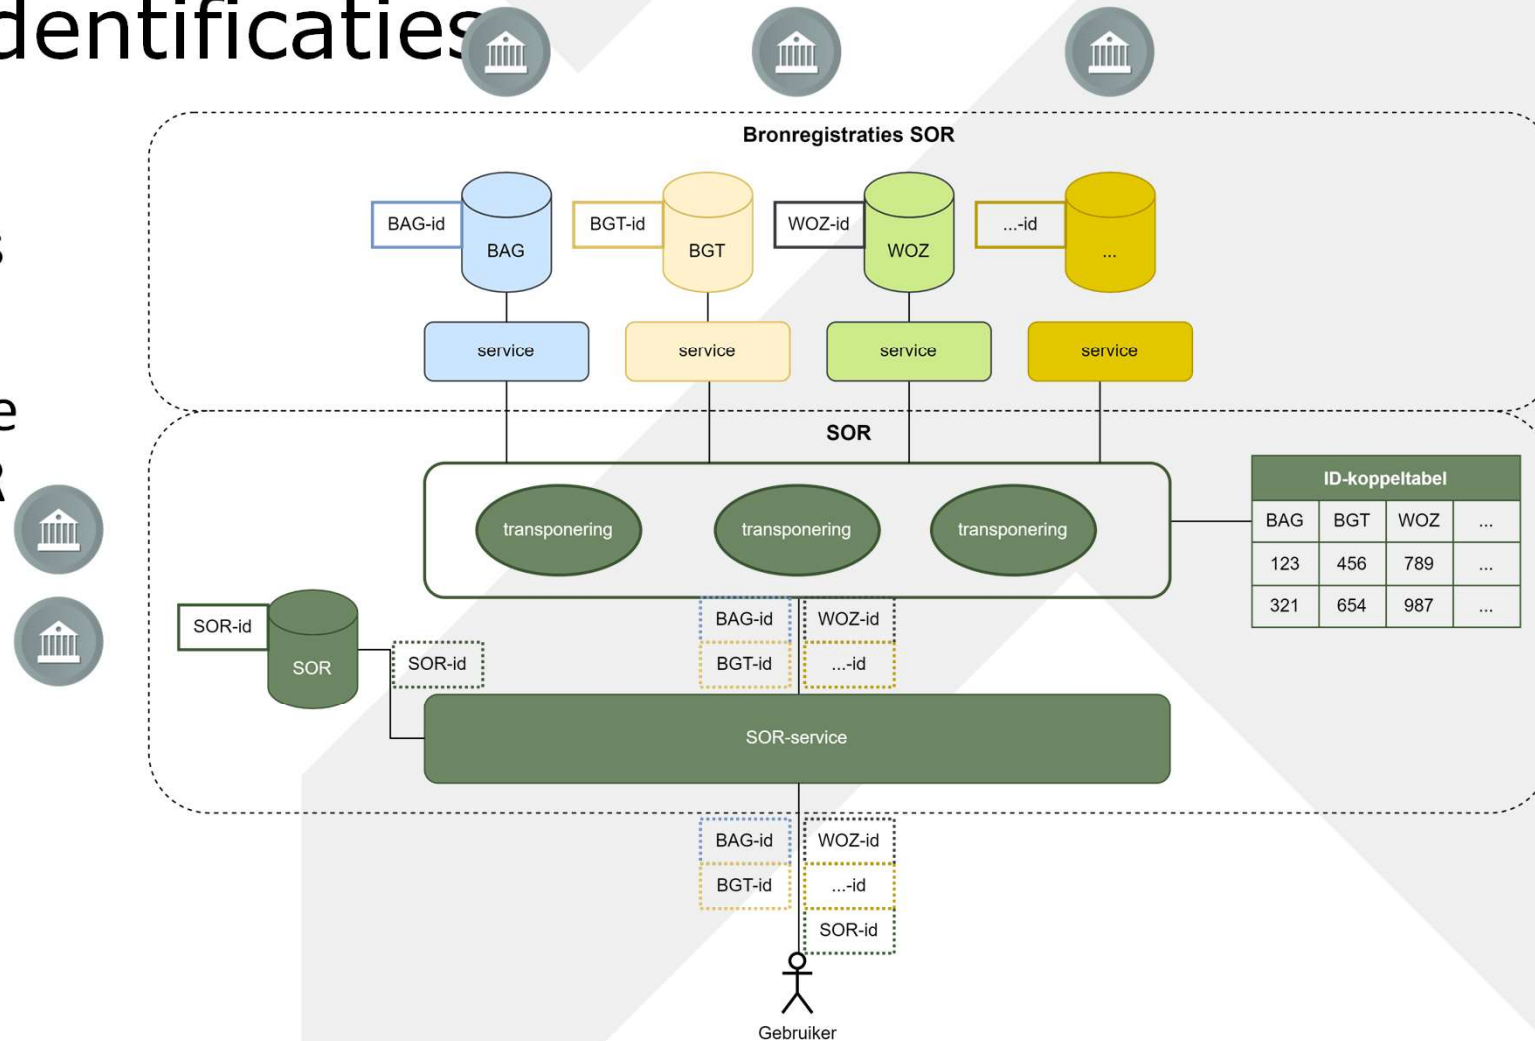 dentificaties
s
e
R
Bronregistraties SOR
BAG-id
BAG
BGT-id
BGT
WOZ-id
WOZ
...-id
...
service
service
service
service
SOR
transponering
transponering
transponering
ID-koppeltabel
BAG BGT WOZ ...
123 456 789 ...
321 654 987 ...
SOR-id
SOR
SOR-id
BAG-id WOZ-id
BGT-id ...-id
SOR-service
BAG-id WOZ-id
BGT-id ...-id
SOR-id
Gebruiker